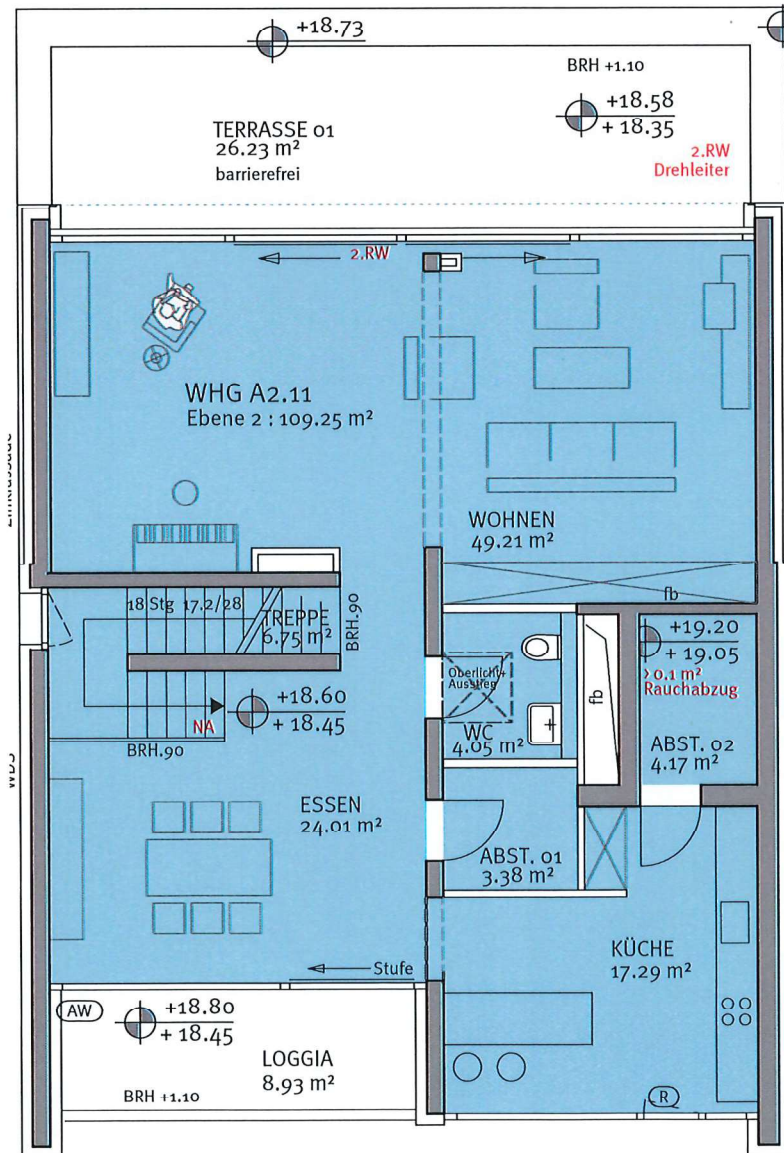 +18.73
BRH +1.10
+18.58
+ 18.35
TERRASSE 01
26.23 m²
barrierefrei
2.RW
Drehleiter
2.RW
WHG A2.11
Ebene 2 : 109.25 m²
WOHNEN
49.21 m²
fb
18 Stg 17.2/28
TREPPE
6.75 m²
BRH.90
+19.20
+ 19.05
>0.1 m²
Rauchabzug
Oberlicht+
Ausstieg
fb
+18.60
+ 18.45
NA
WC
4.05 m²
ABST. 02
4.17 m²
BRH.90
WDS
ESSEN
24.01 m²
ABST. 01
3.38 m²
KÜCHE
17.29 m²
Stufe
AW
+18.80
+ 18.45
LOGGIA
8.93 m²
BRH +1.10
R